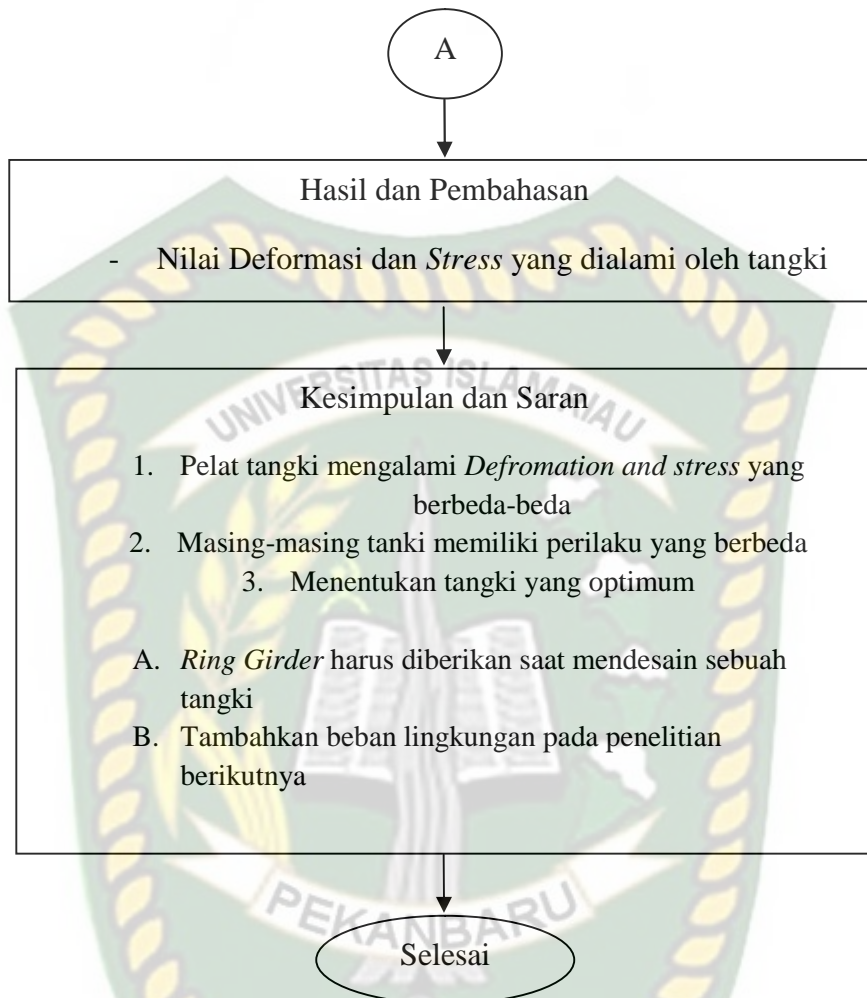 A
Hasil dan Pembahasan
- Nilai Deformasi dan Stress yang dialami oleh tangki
UNIVERSITAS ISLAM RIAU
Kesimpulan dan Saran
1. Pelat tangki mengalami Defromation and stress yang
berbeda-beda
2. Masing-masing tanki memiliki perilaku yang berbeda
3. Menentukan tangki yang optimum
A. Ring Girder harus diberikan saat mendesain sebuah
tangki
B. Tambahkan beban lingkungan pada penelitian
berikutnya
PEKANBARU
Selesai